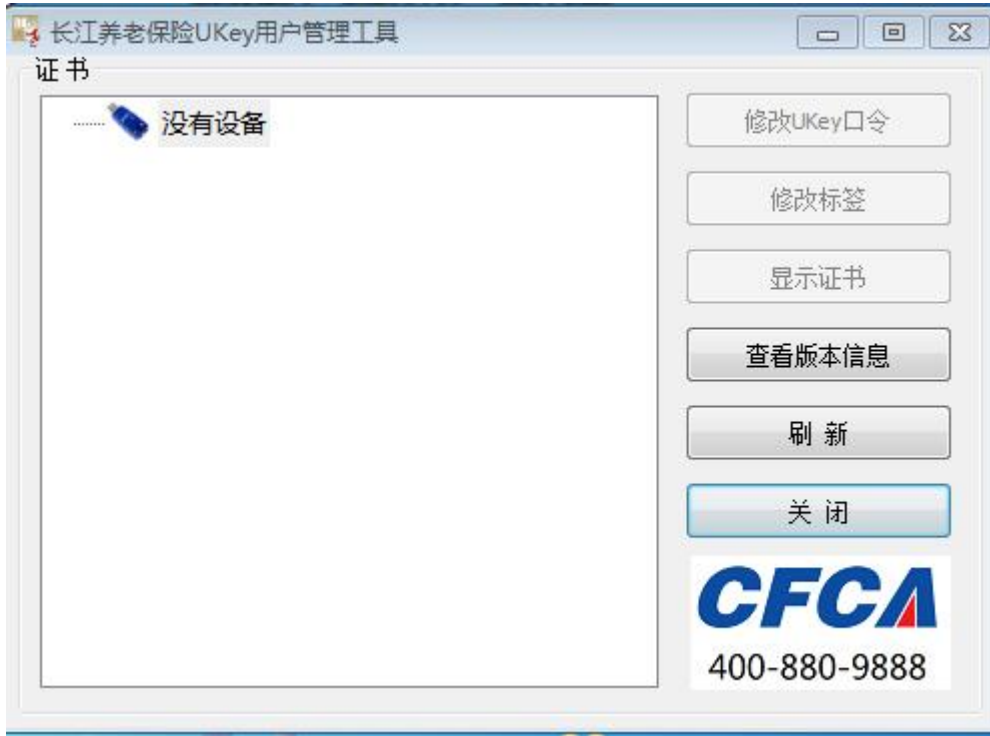 长江养老保险UKey用户管理工具
证书
没有设备
修改UKey口令
修改标签
显示证书
查看版本信息
刷 新
关 闭
CFCA
400-880-9888